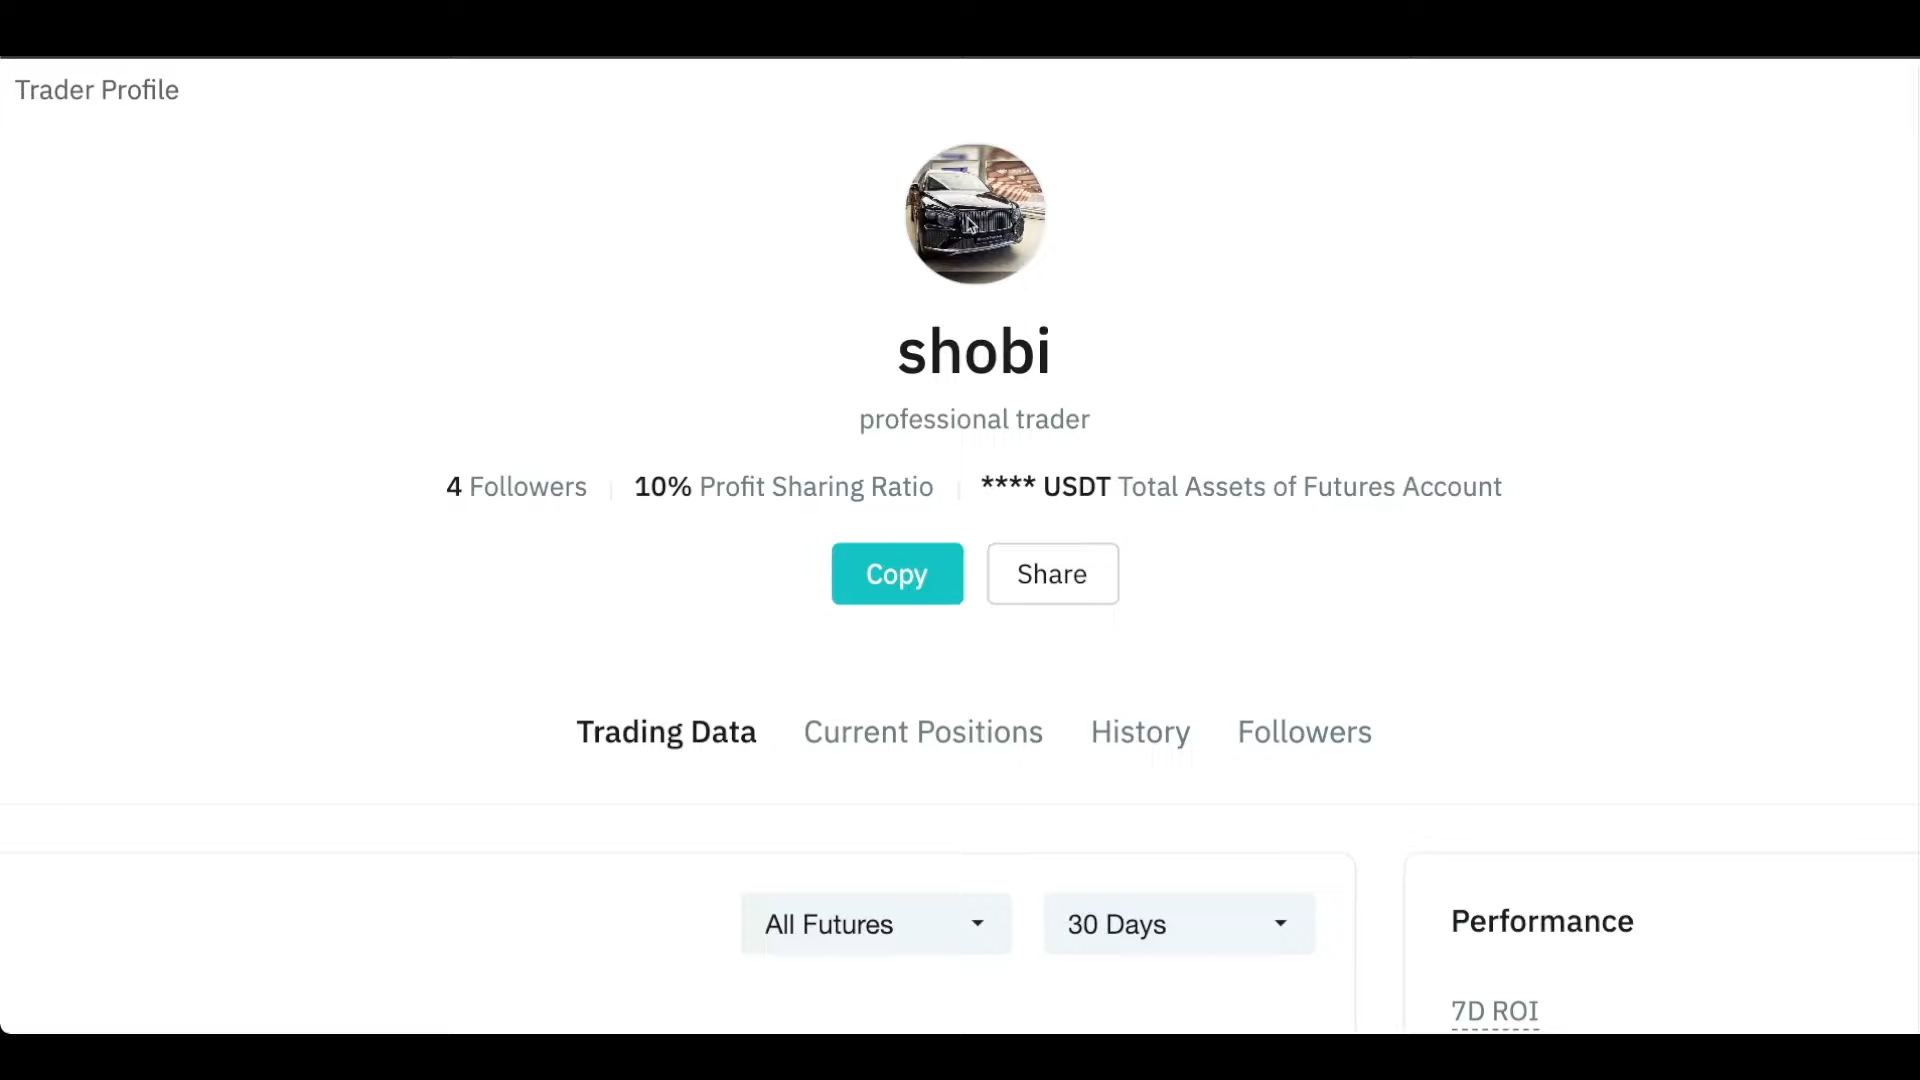 Trader Profile
shobi
professional trader
4 Followers 10% Profit Sharing Ratio **** USDT Total Assets of Futures Account
Copy Share
Trading Data Current Positions History Followers
All Futures 30 Days Performance
7D ROI